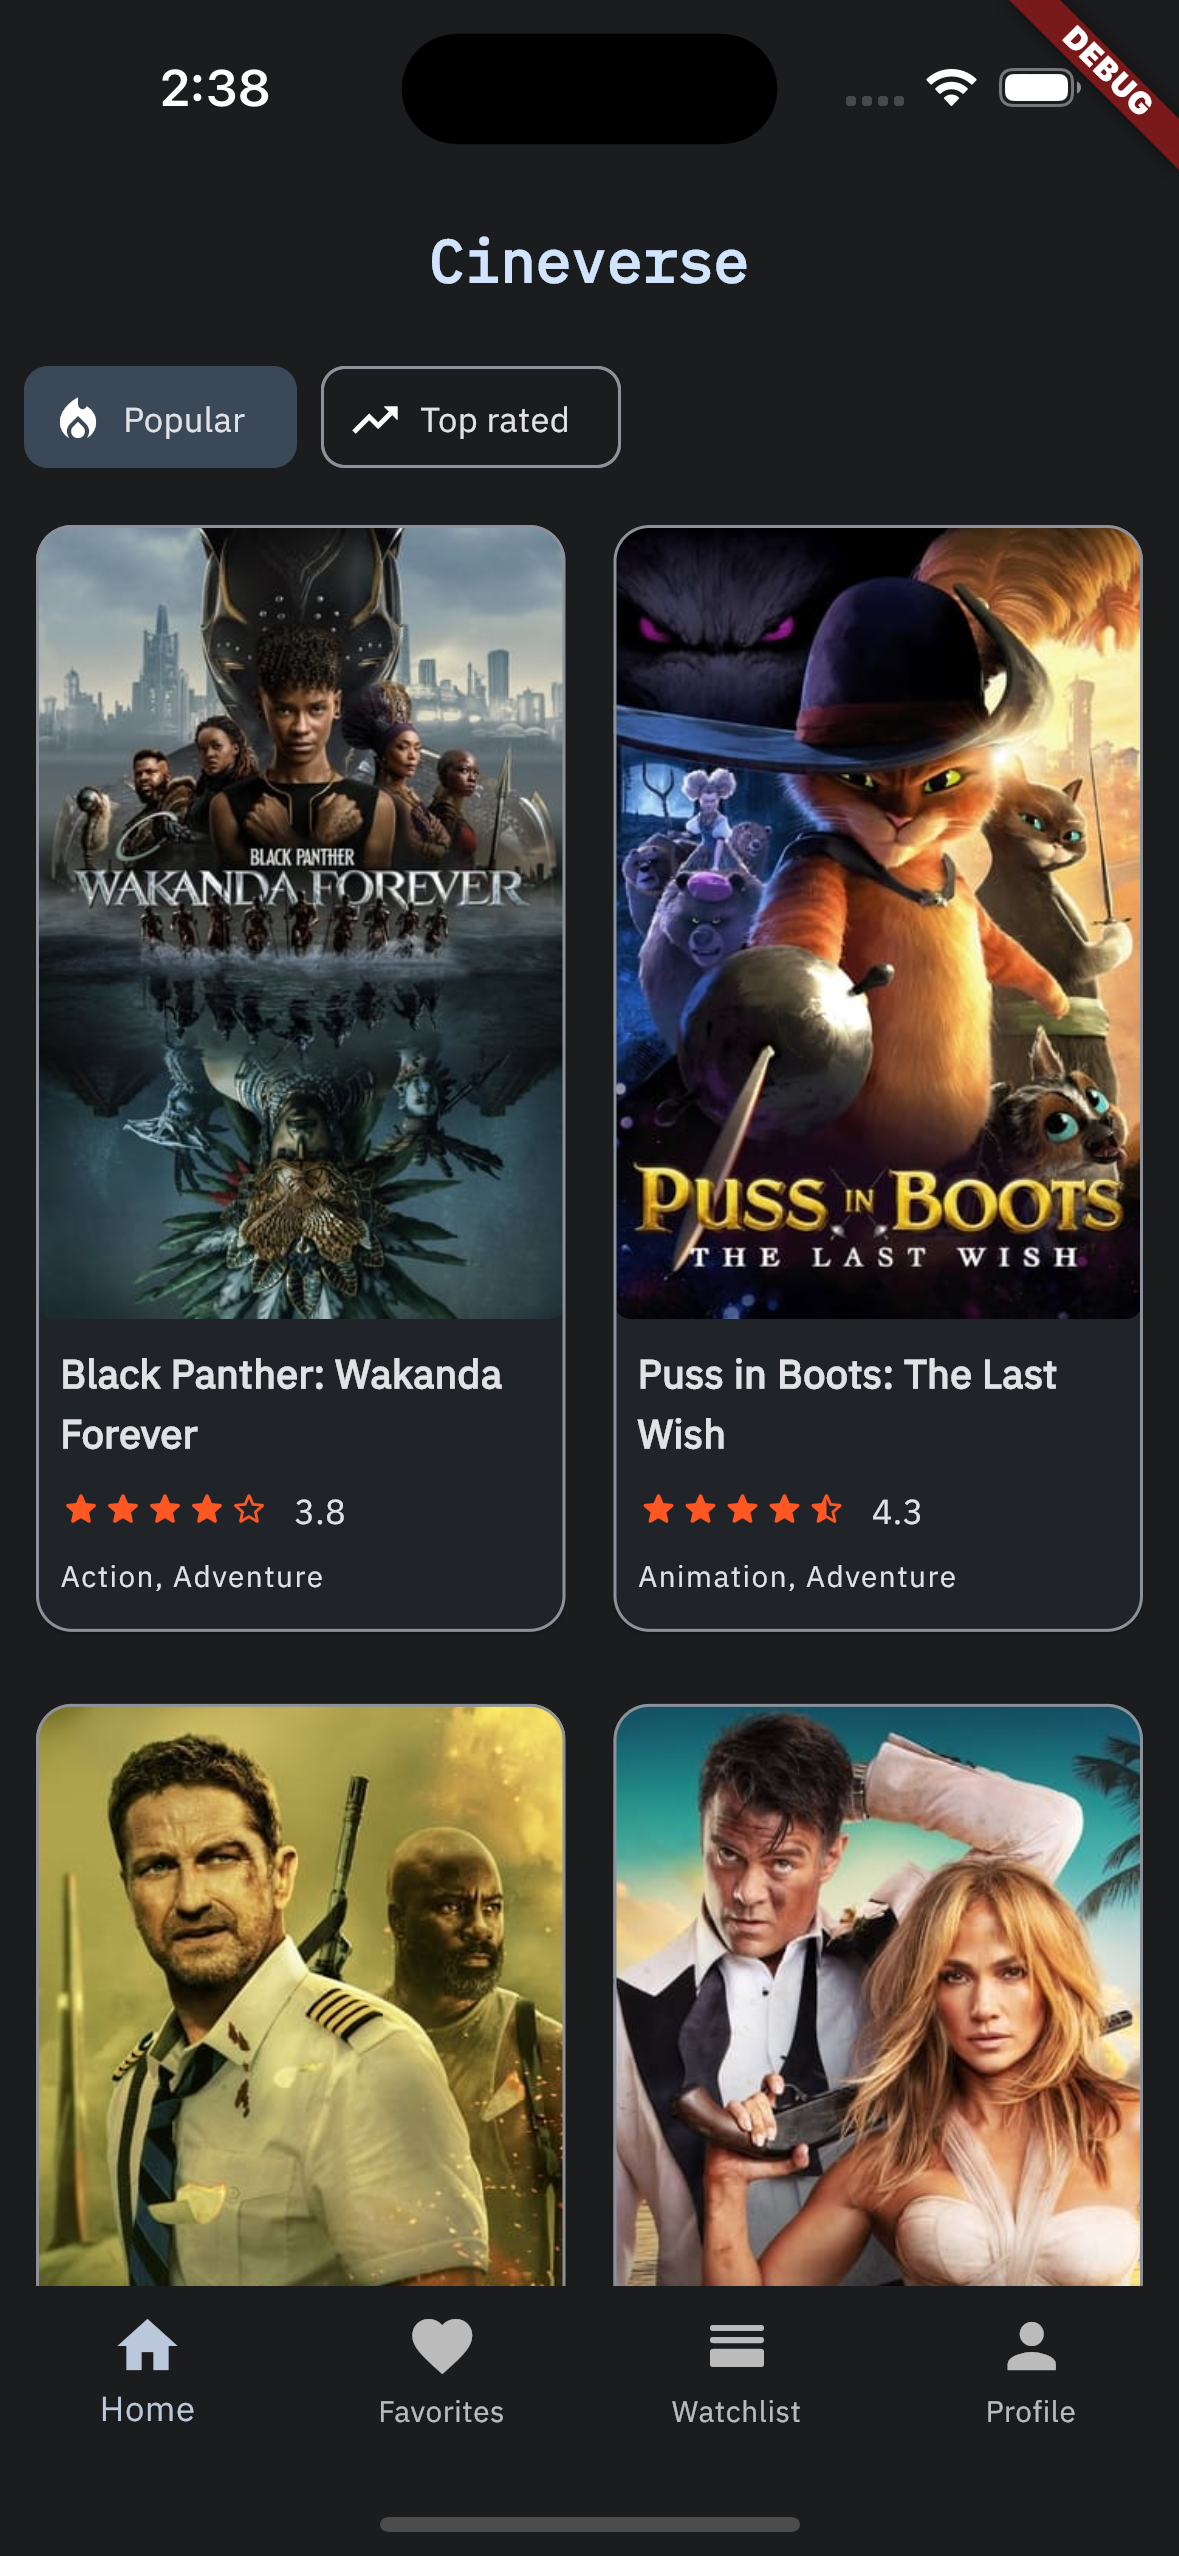 2:38
DEBUG
Cineverse
Popular
Top rated
BLACK PANTHER
WAKANDA FOREVER
PUSS IN BOOTS
THE LAST WISH
Black Panther: Wakanda
Forever
3.8
Action, Adventure
Puss in Boots: The Last
Wish
4.3
Animation, Adventure
Home
Favorites
Watchlist
Profile